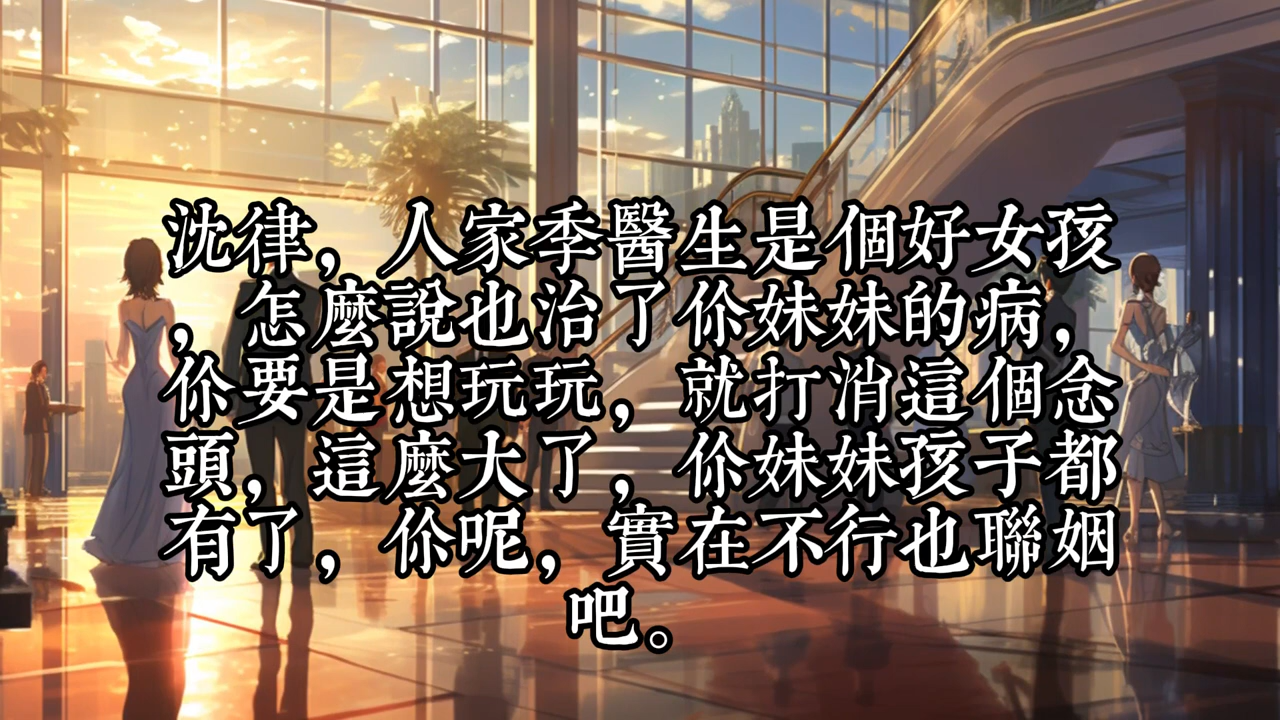 沈律，人家季醫生是個好女孩
，怎麼說也治了你妹妹的病，
你要是想玩玩，就打消這個念
頭，這麼大了，你妹妹孩子都
有了，你呢，實在不行也聯姻
吧。